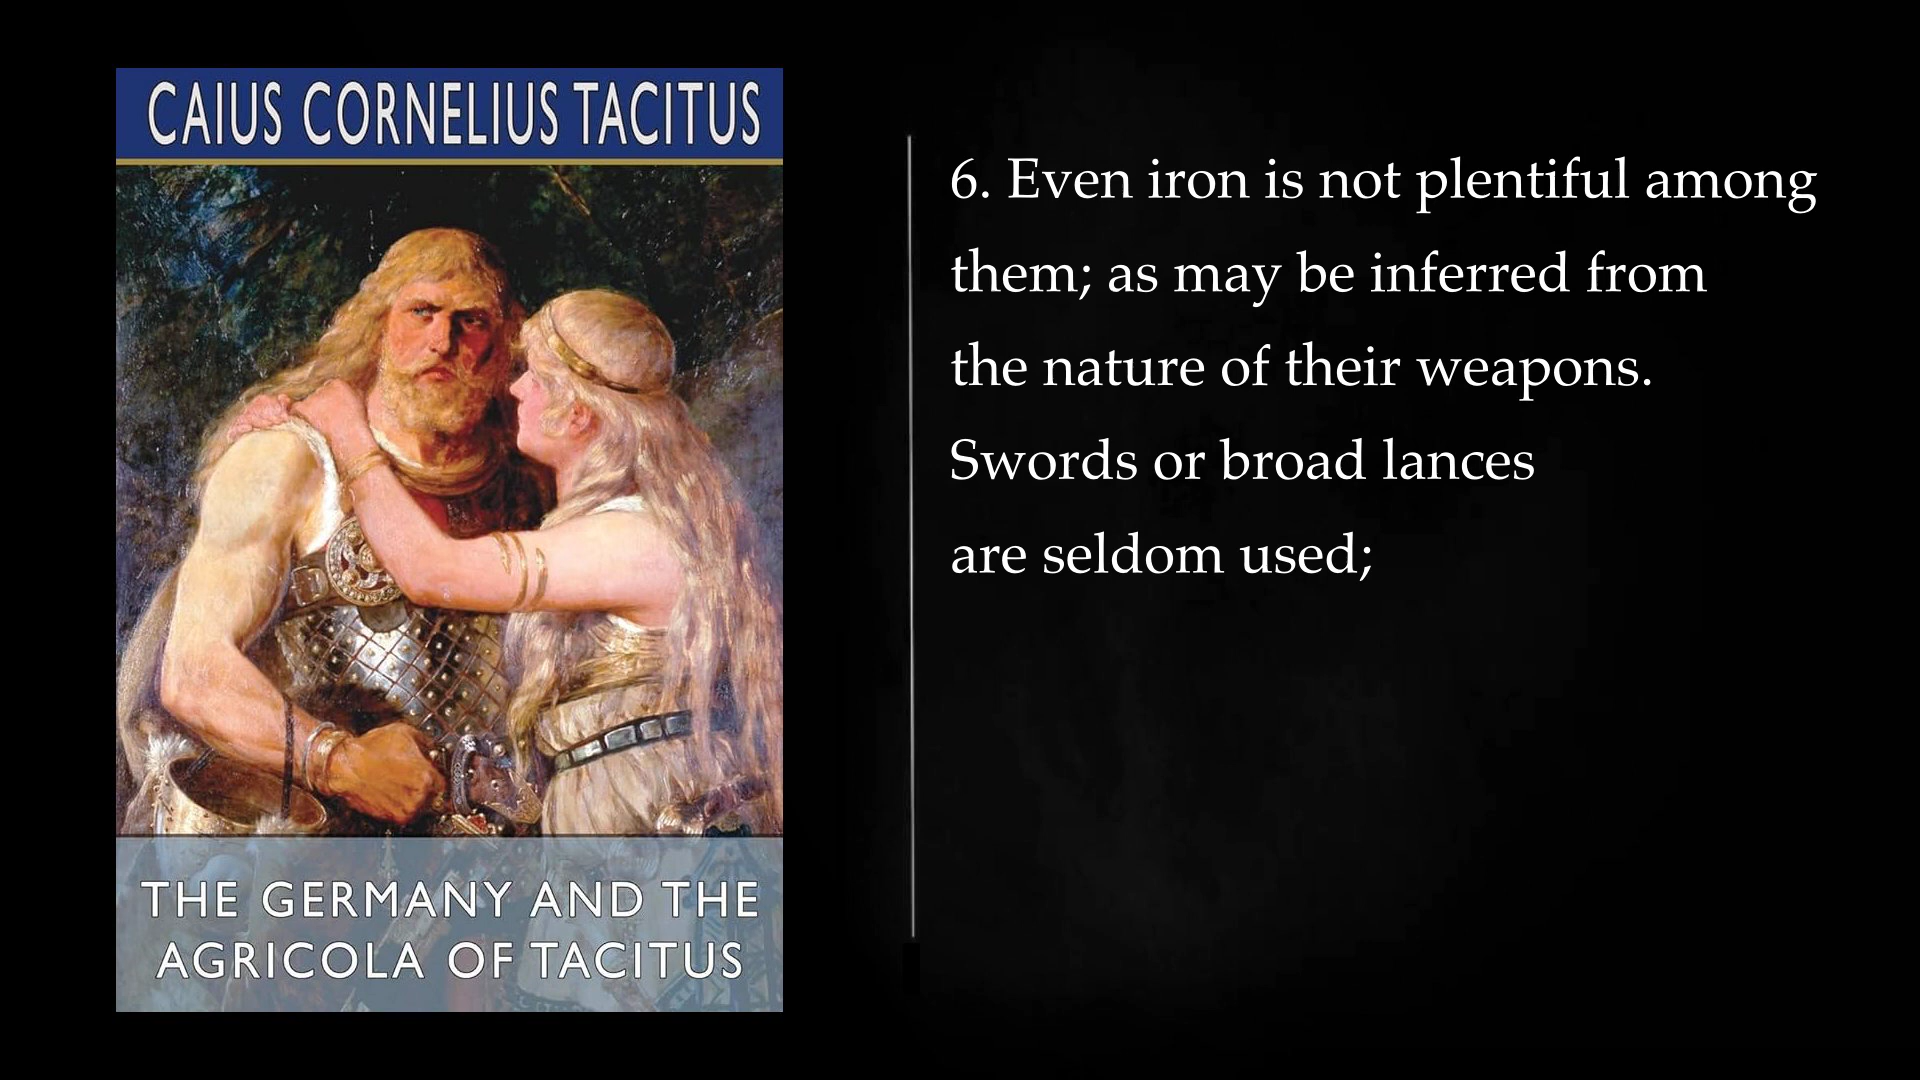 CAIUS CORNELIUS TACITUS
THE GERMANY AND THE
AGRICOLA OF TACITUS
6. Even iron is not plentiful among
them; as may be inferred from
the nature of their weapons.
Swords or broad lances
are seldom used;